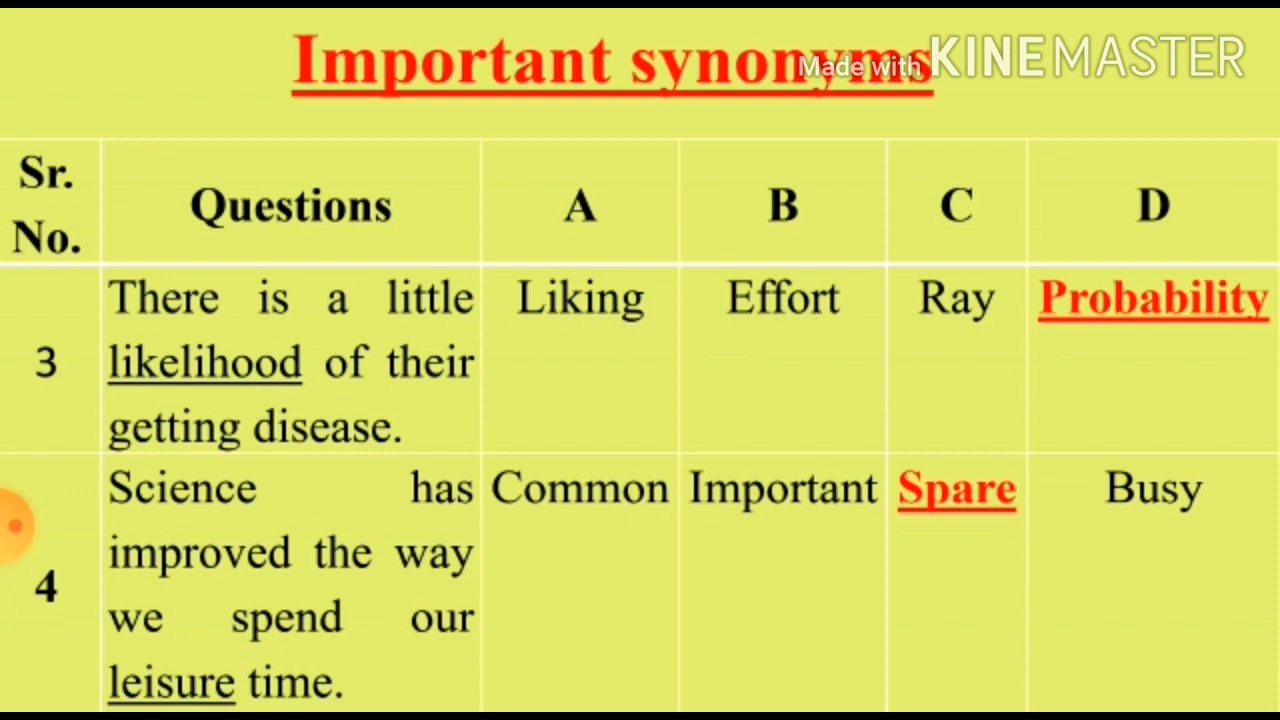 Important synonyms
Made with KINEMASTER
Sr. No. Questions A B C D
There is a little Liking Effort Ray Probability
3 likelihood of their
getting disease.
Science has Common Important Spare Busy
improved the way
4
we spend our
leisure time.